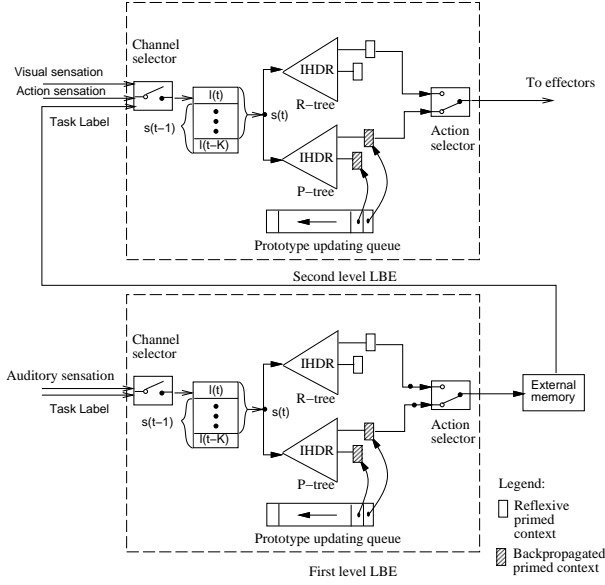 Channel
selector
Visual sensation
Action sensation
Task Label
I(t)
s(t−1)
I(t−K)
s(t)
IHDR
R−tree
IHDR
P−tree
Prototype updating queue
Action
selector
To effectors
Second level LBE
Channel
selector
Auditory sensation
Task Label
I(t)
s(t−1)
I(t−K)
s(t)
IHDR
R−tree
IHDR
P−tree
Prototype updating queue
Action
selector
External
memory
First level LBE
Legend:
Reflexive
primed
context
Backpropagated
primed context